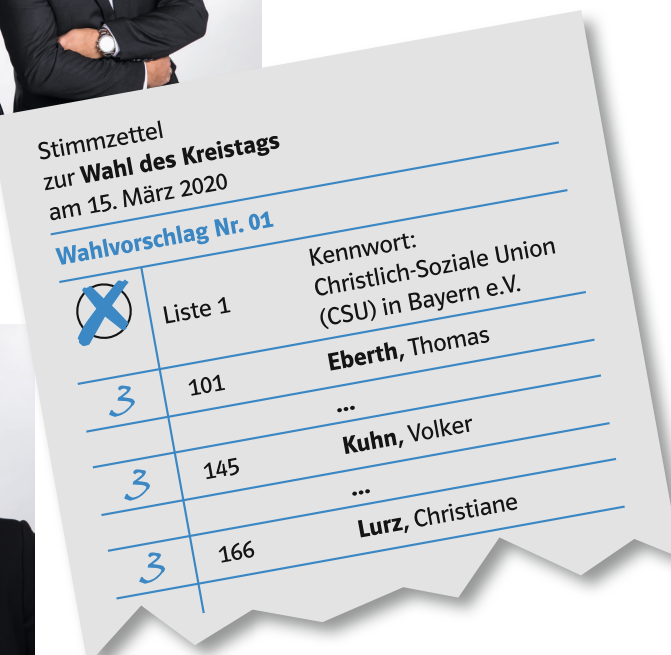 Stimmzettel
zur Wahl des Kreistags
am 15. März 2020
Wahlvorschlag Nr. 01
X Liste 1 Kennwort:
Christlich-Soziale Union
(CSU) in Bayern e.V.
3 101 Eberth, Thomas
...
3 145 Kuhn, Volker
...
3 166 Lurz, Christiane